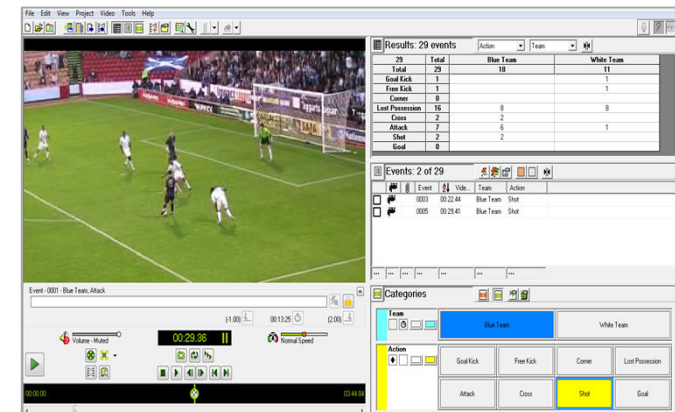 File Edit View Project Video Tools Help
Results: 29 events Action Team
29 Total Blue Team White Team
Total 29 18 11
Goal Kick 1 1
Free Kick 1 1
Corner 0
Lost Possession 16 8 8
Cross 2 2
Attack 7 6 1
Shot 2 2
Goal 0
Events: 2 of 29
Event Vide... Team Action
0003 00:22.44 Blue Team Shot
0005 00:29.41 Blue Team Shot
Event - 0001 - Blue Team, Attack
(-1.00) 00:13:25 (2.00)
Volume - Muted 00:29.36 Normal Speed
00:00.00 03:44.04
Categories
Team
Blue Team White Team
Action
Goal Kick Free Kick Corner Lost Possession
Attack Cross Shot Goal